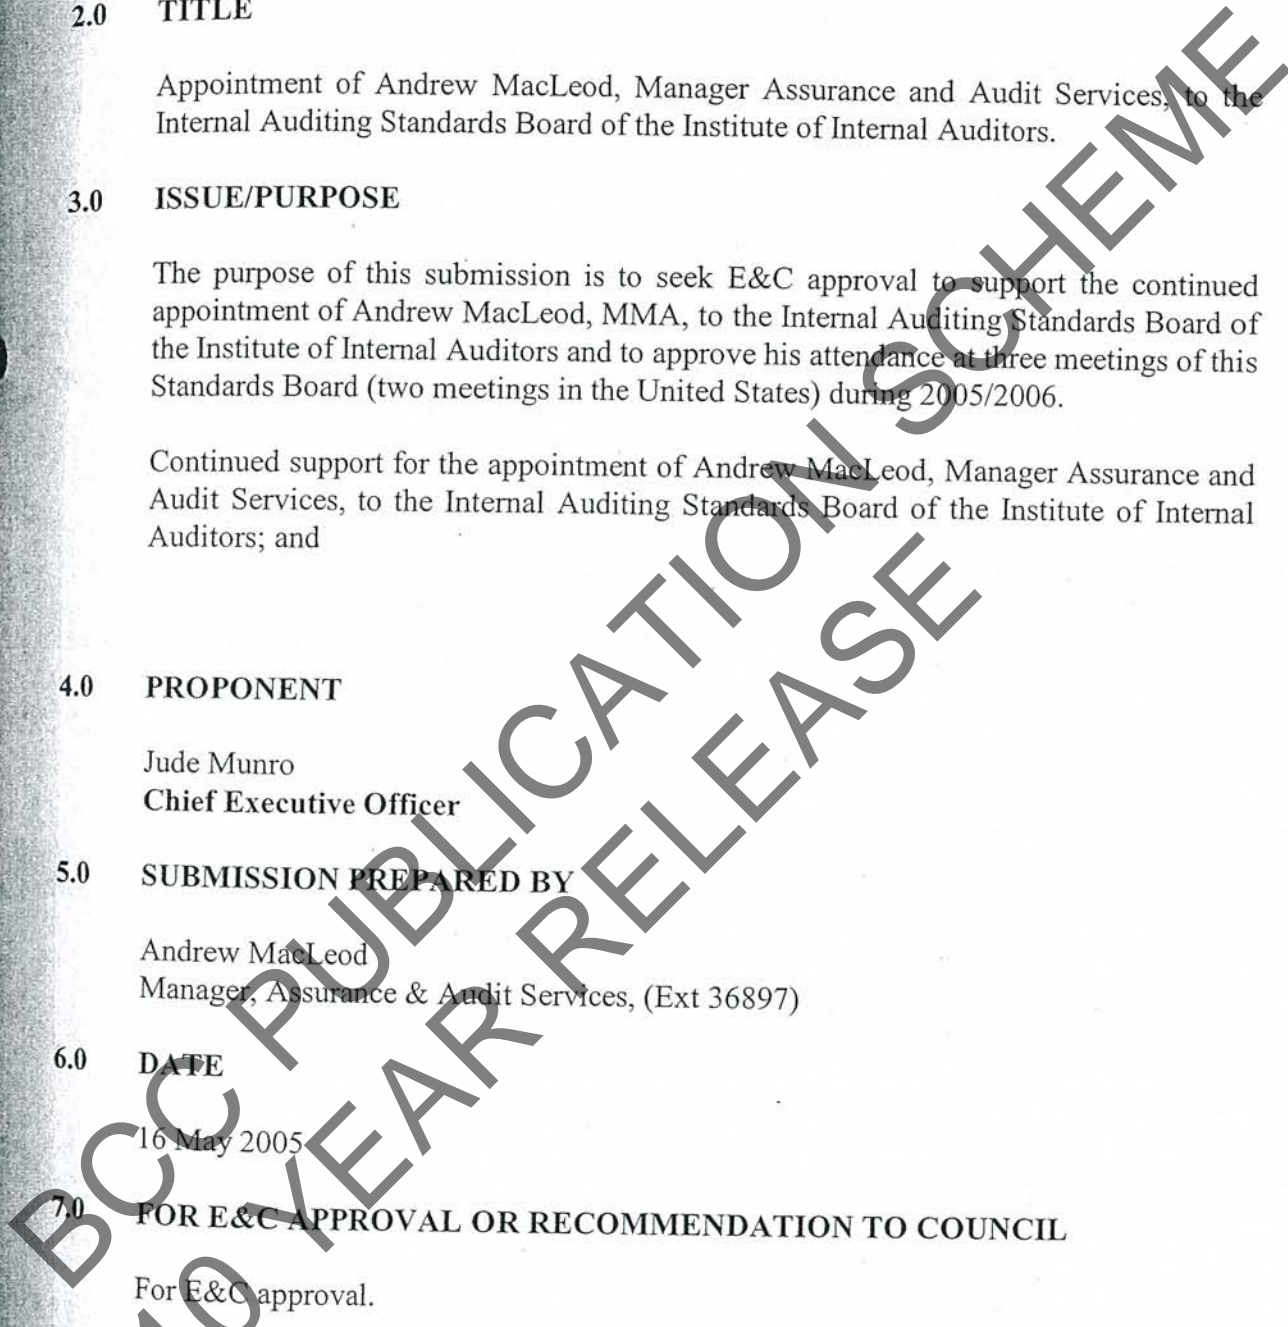 2.0 TITLE
Appointment of Andrew MacLeod, Manager Assurance and Audit Services, to the
Internal Auditing Standards Board of the Institute of Internal Auditors.
3.0 ISSUE/PURPOSE
The purpose of this submission is to seek E&C approval to support the continued
appointment of Andrew MacLeod, MMA, to the Internal Auditing Standards Board of
the Institute of Internal Auditors and to approve his attendance at three meetings of this
Standards Board (two meetings in the United States) during 2005/2006.
Continued support for the appointment of Andrew MacLeod, Manager Assurance and
Audit Services, to the Internal Auditing Standards Board of the Institute of Internal
Auditors; and
4.0 PROPONENT
Jude Munro
Chief Executive Officer
5.0 SUBMISSION PREPARED BY
Andrew MacLeod
Manager, Assurance & Audit Services, (Ext 36897)
6.0 DATE
16 May 2005
7.0 FOR E&C APPROVAL OR RECOMMENDATION TO COUNCIL
For E&C approval.
BCC PUBLICATION SCHEME
10 YEAR RELEASE